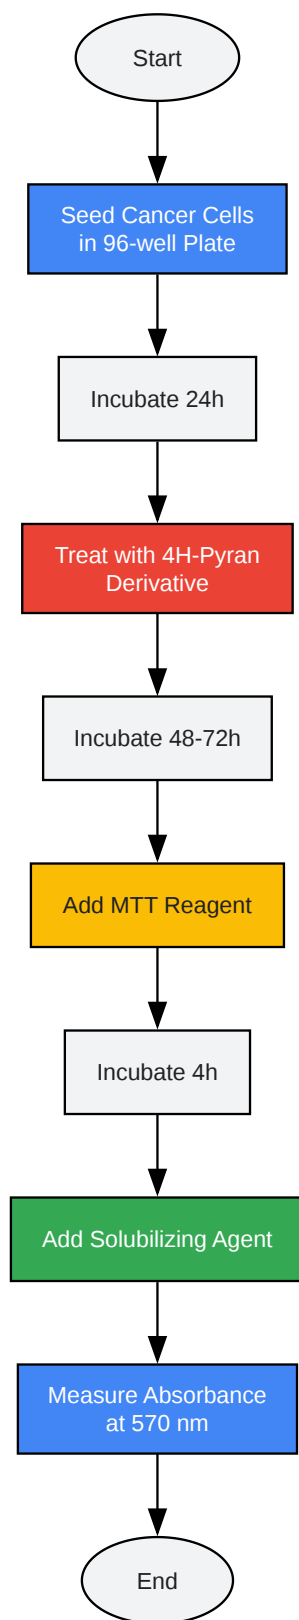 Start
Seed Cancer Cells
in 96-well Plate
Incubate 24h
Treat with 4H-Pyran
Derivative
Incubate 48-72h
Add MTT Reagent
Incubate 4h
Add Solubilizing Agent
Measure Absorbance
at 570 nm
End